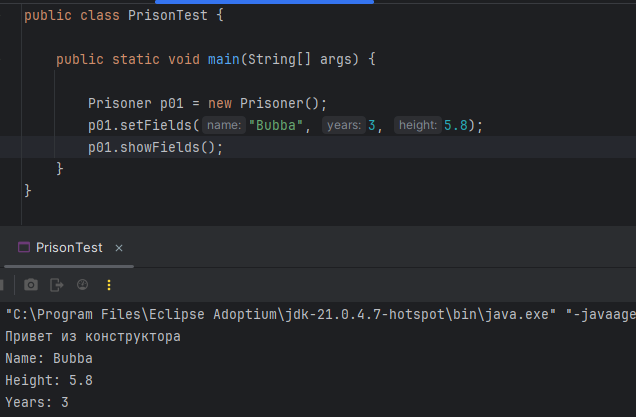 public class PrisonTest {
public static void main(String[] args) {
Prisoner p01 = new Prisoner();
p01.setFields( name: "Bubba", years: 3, height: 5.8);
p01.showFields();
}
}
PrisonTest ×
"C:\Program Files\Eclipse Adoptium\jdk-21.0.4.7-hotspot\bin\java.exe" "-javaage
Привет из конструктора
Name: Bubba
Height: 5.8
Years: 3